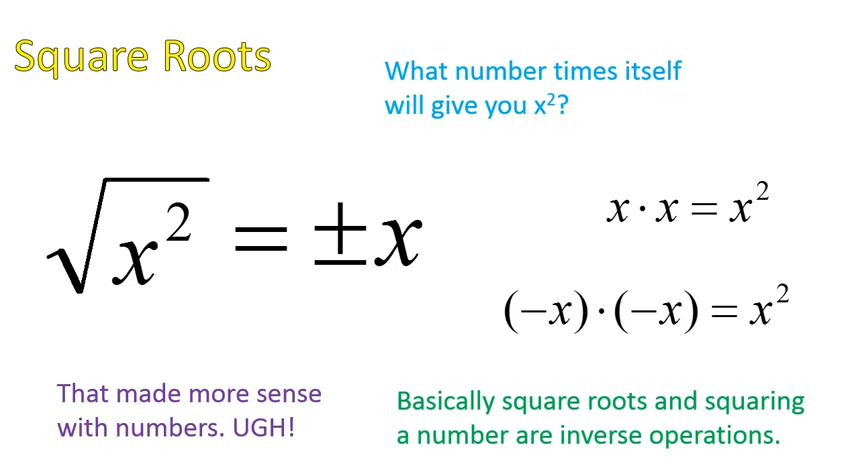 Square Roots
What number times itself
will give you x²?
√x² = ±x
x · x = x²
(−x) · (−x) = x²
That made more sense
with numbers. UGH!
Basically square roots and squaring
a number are inverse operations.